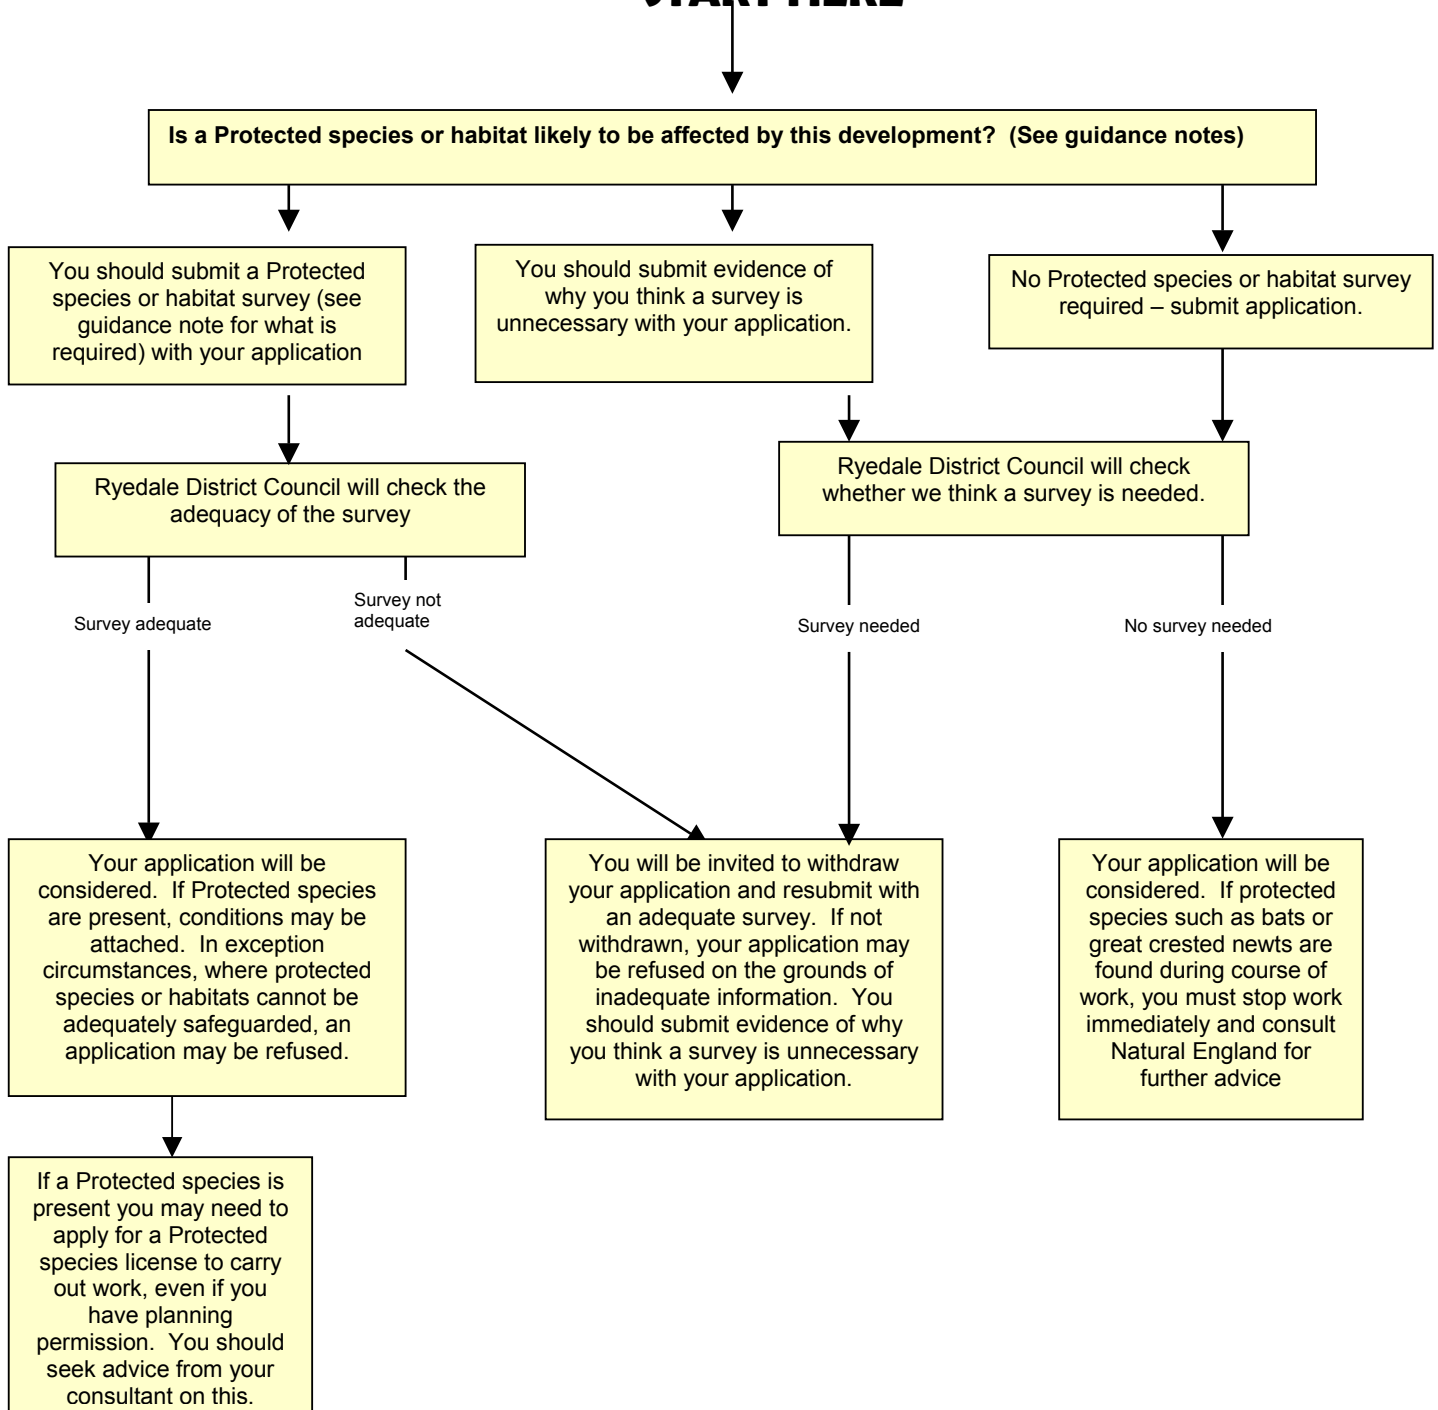 START HERE
Is a Protected species or habitat likely to be affected by this development? (See guidance notes)
You should submit a Protected
species or habitat survey (see
guidance note for what is
required) with your application
You should submit evidence of
why you think a survey is
unnecessary with your application.
No Protected species or habitat survey
required – submit application.
Ryedale District Council will check the
adequacy of the survey
Ryedale District Council will check
whether we think a survey is needed.
Survey adequate
Survey not
adequate
Survey needed
No survey needed
Your application will be
considered. If Protected species
are present, conditions may be
attached. In exception
circumstances, where protected
species or habitats cannot be
adequately safeguarded, an
application may be refused.
You will be invited to withdraw
your application and resubmit with
an adequate survey. If not
withdrawn, your application may
be refused on the grounds of
inadequate information. You
should submit evidence of why
you think a survey is unnecessary
with your application.
Your application will be
considered. If protected
species such as bats or
great crested newts are
found during course of
work, you must stop work
immediately and consult
Natural England for
further advice
If a Protected species is
present you may need to
apply for a Protected
species license to carry
out work, even if you
have planning
permission. You should
seek advice from your
consultant on this.